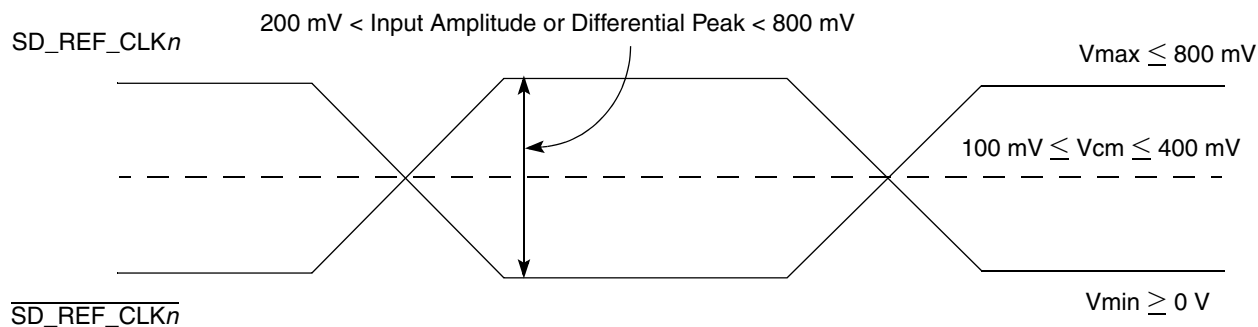 200 mV < Input Amplitude or Differential Peak < 800 mV
SD_REF_CLKn
Vmax ≤ 800 mV
100 mV ≤ Vcm ≤ 400 mV
Vmin ≥ 0 V
SD_REF_CLKn